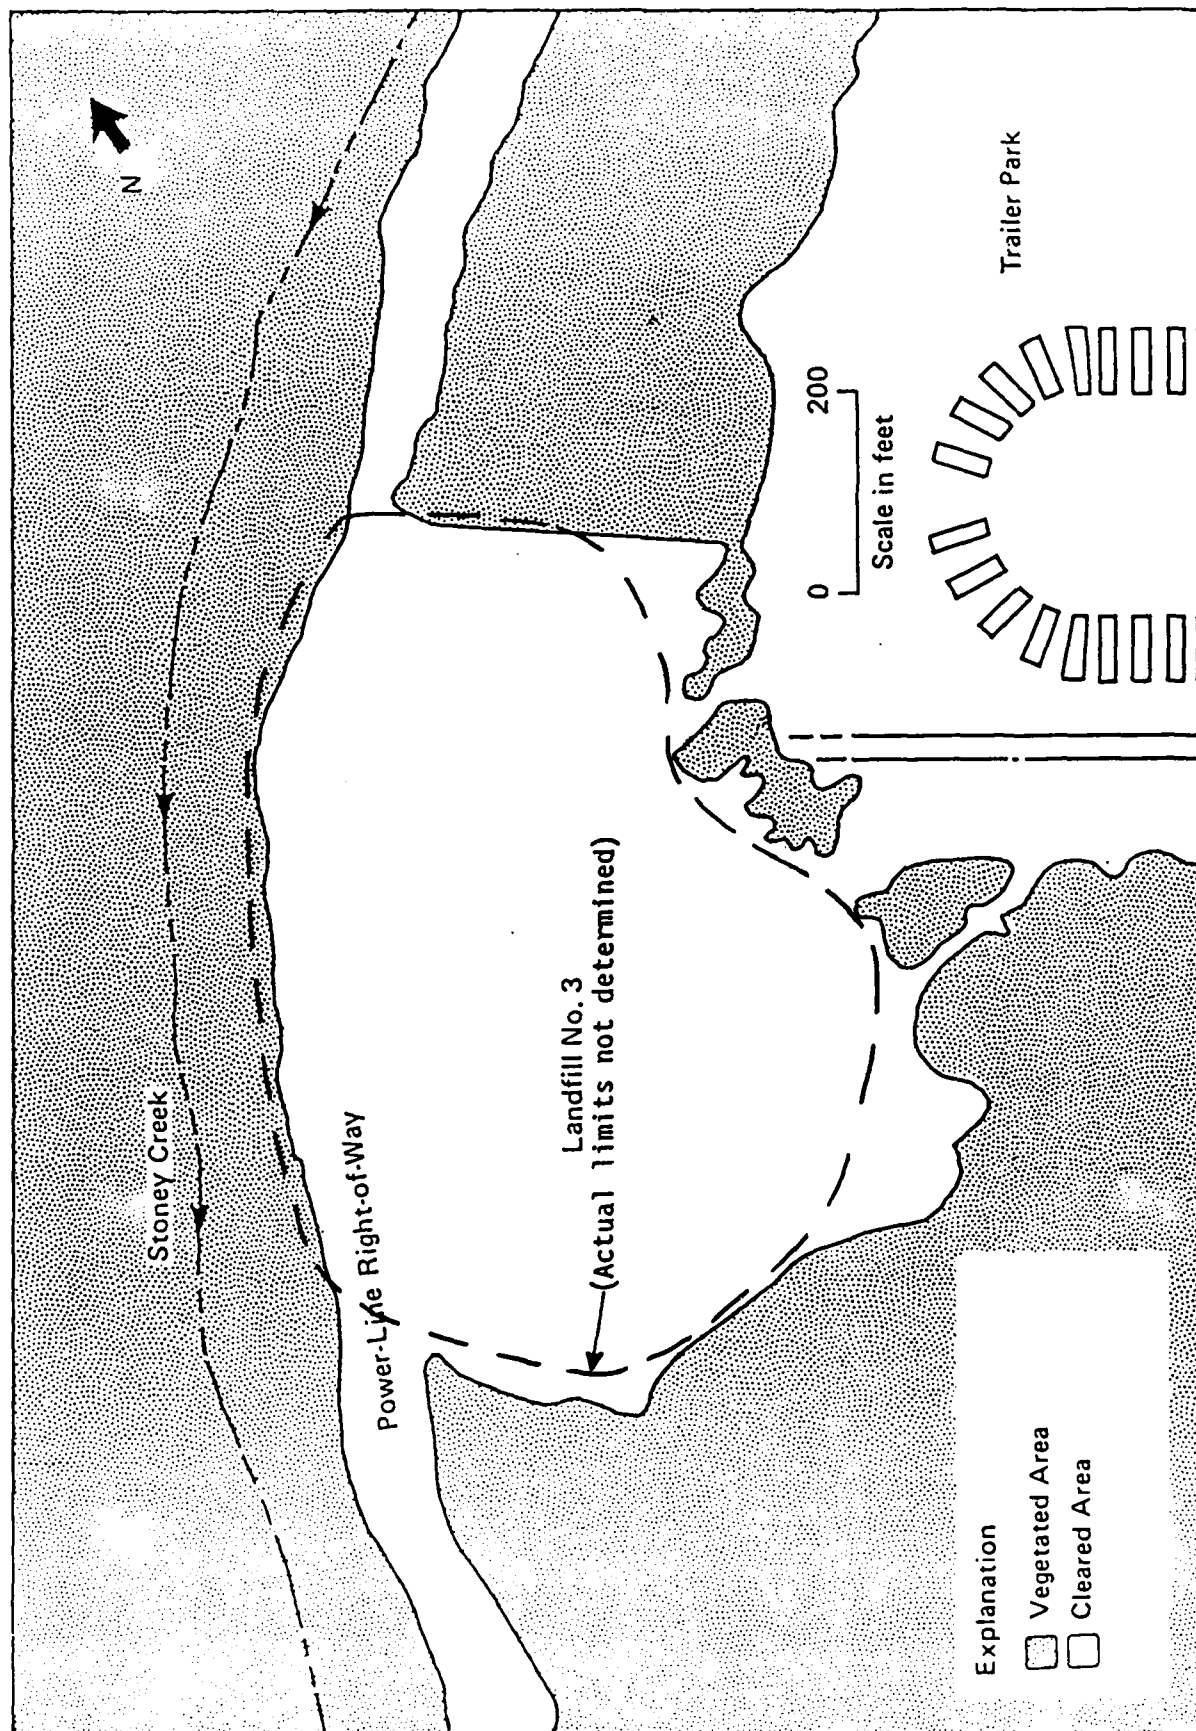 N
Stoney Creek
Power-Line Right-of-Way
Landfill No. 3
(Actual limits not determined)
Trailer Park
0 200
Scale in feet
Explanation
Vegetated Area
Cleared Area